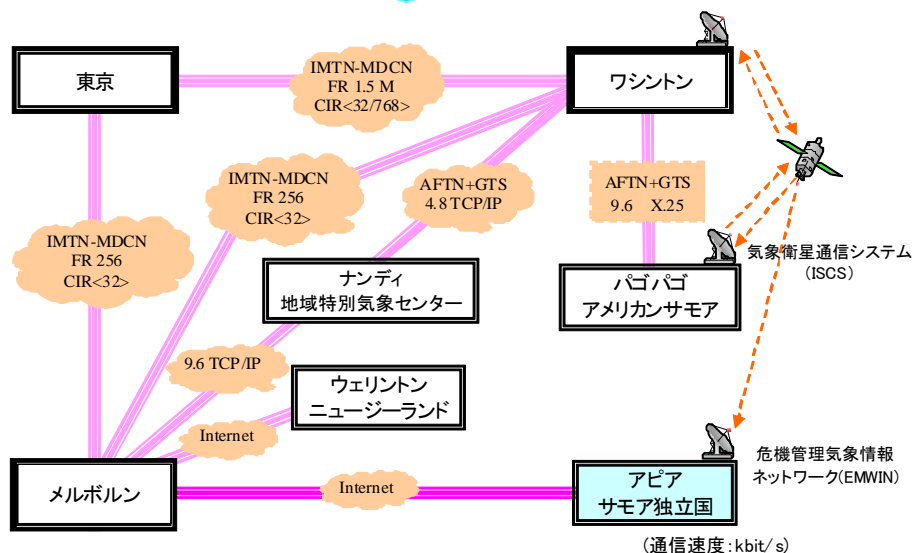 東京
IMTN-MDCN
FR 1.5 M
CIR<32/768>
ワシントン
IMTN-MDCN
FR 256
CIR<32>
AFTN+GTS
4.8 TCP/IP
AFTN+GTS
9.6 X.25
IMTN-MDCN
FR 256
CIR<32>
ナンディ
地域特別気象センター
パゴパゴ
アメリカンサモア
気象衛星通信システム
(ISCS)
9.6 TCP/IP
ウェリントン
ニュージーランド
Internet
メルボルン
Internet
アピア
サモア独立国
危機管理気象情報
ネットワーク(EMWIN)
(通信速度:kbit/s)